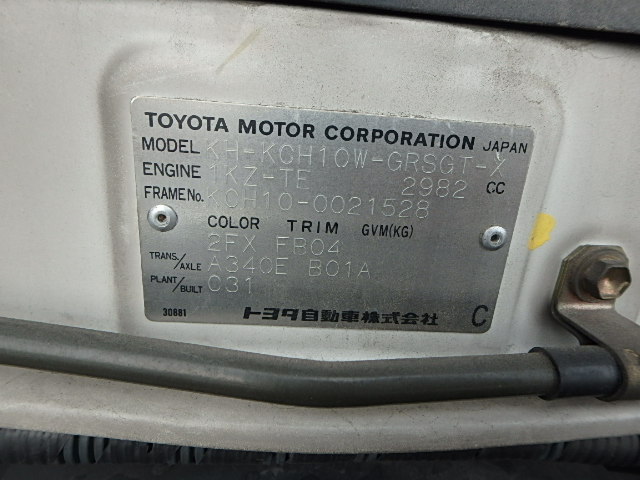 TOYOTA MOTOR CORPORATION JAPAN
MODEL KH-KCH10W-GRSGT-X
ENGINE 1KZ-TE 2982 CC
FRAME No. KCH10-0021528
COLOR TRIM GVM(KG)
2FX FB04
TRANS./AXLE A340E B01A
PLANT/BUILT 031
30881 トヨタ自動車株式会社 C